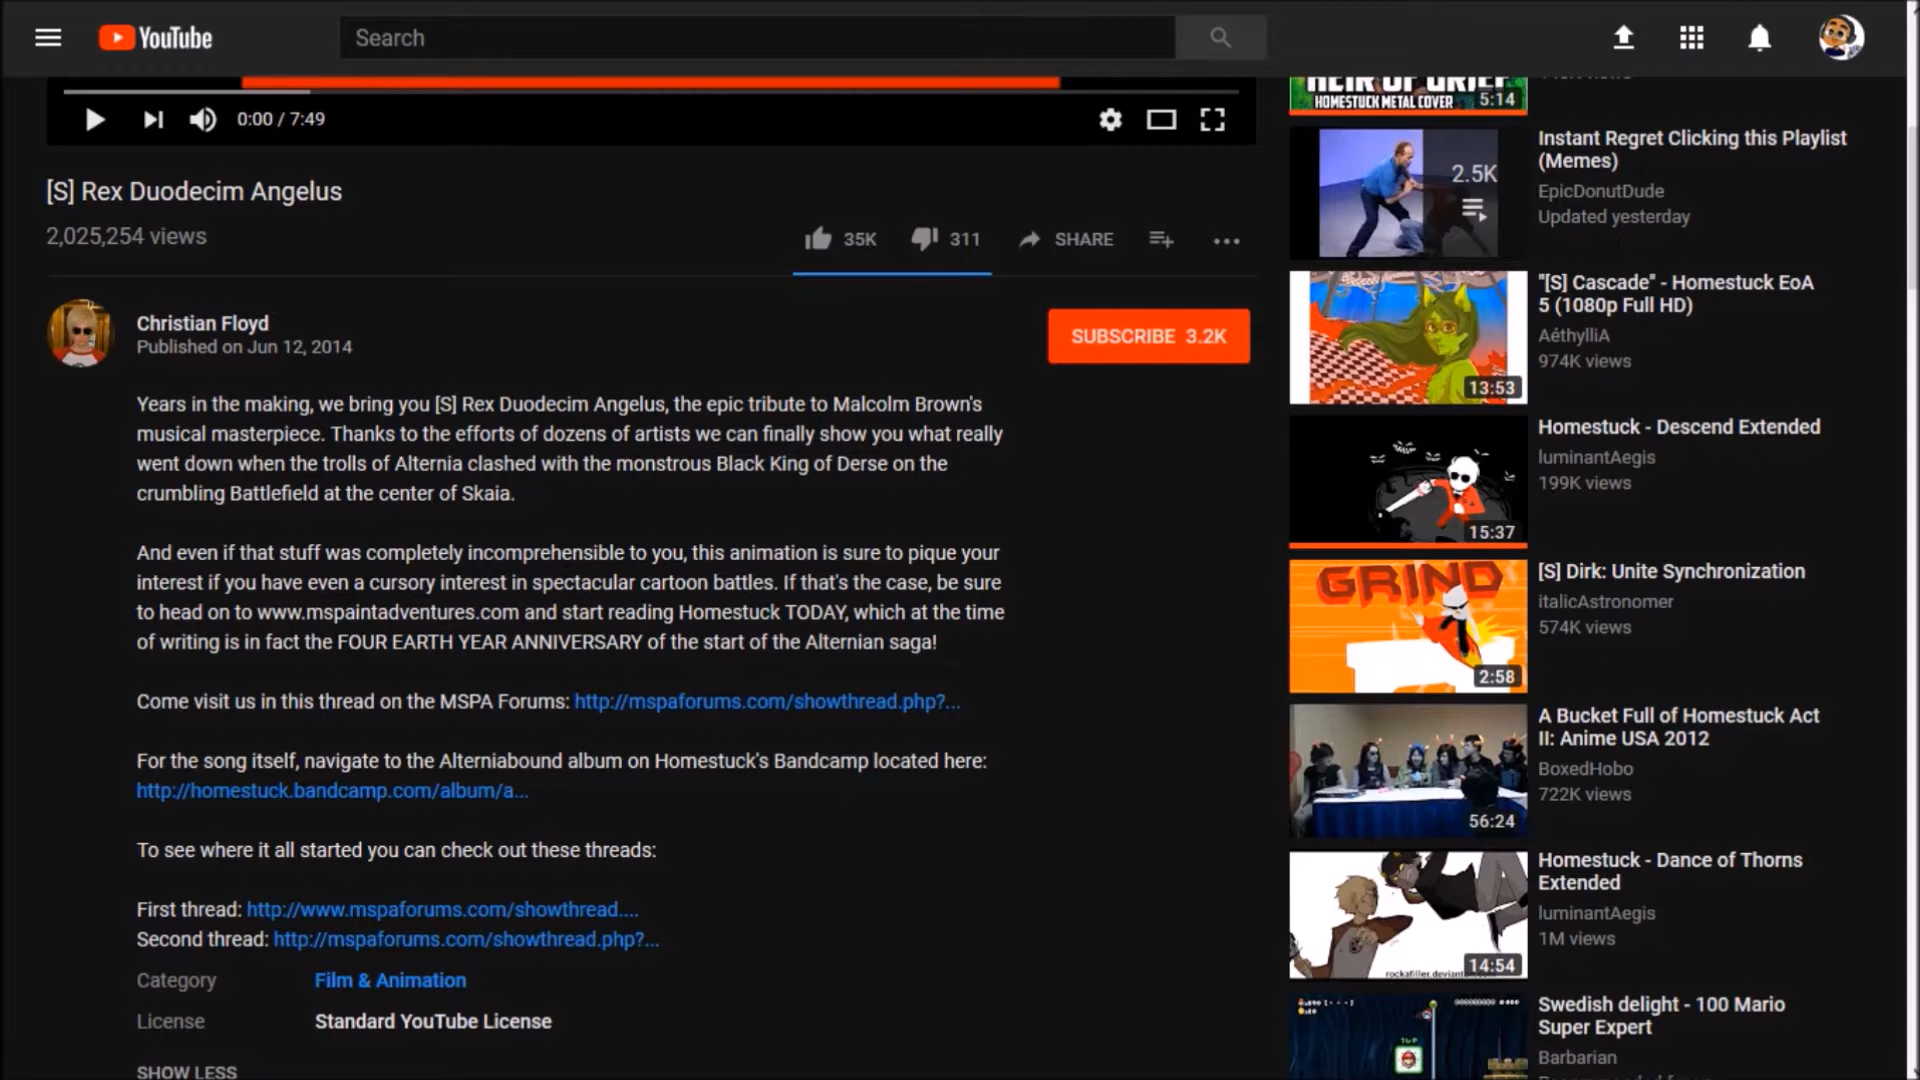 YouTube
Search
0:00 / 7:49
[S] Rex Duodecim Angelus
2,025,254 views
35K
311
SHARE
Christian Floyd
Published on Jun 12, 2014
SUBSCRIBE 3.2K
Years in the making, we bring you [S] Rex Duodecim Angelus, the epic tribute to Malcolm Brown's
musical masterpiece. Thanks to the efforts of dozens of artists we can finally show you what really
went down when the trolls of Alternia clashed with the monstrous Black King of Derse on the
crumbling Battlefield at the center of Skaia.
And even if that stuff was completely incomprehensible to you, this animation is sure to pique your
interest if you have even a cursory interest in spectacular cartoon battles. If that's the case, be sure
to head on to www.mspaintadventures.com and start reading Homestuck TODAY, which at the time
of writing is in fact the FOUR EARTH YEAR ANNIVERSARY of the start of the Alternian saga!
Come visit us in this thread on the MSPA Forums: http://mspaforums.com/showthread.php?...
For the song itself, navigate to the Alterniabound album on Homestuck's Bandcamp located here:
http://homestuck.bandcamp.com/album/a...
To see where it all started you can check out these threads:
First thread: http://www.mspaforums.com/showthread....
Second thread: http://mspaforums.com/showthread.php?...
Category Film & Animation
License Standard YouTube License
SHOW LESS
HEIR OF GRIEF
HOMESTUCK METAL COVER
5:14
2.5K
Instant Regret Clicking this Playlist
(Memes)
EpicDonutDude
Updated yesterday
13:53
"[S] Cascade" - Homestuck EoA
5 (1080p Full HD)
AéthylliA
974K views
15:37
Homestuck - Descend Extended
luminantAegis
199K views
GRIND
2:58
[S] Dirk: Unite Synchronization
italicAstronomer
574K views
56:24
A Bucket Full of Homestuck Act
II: Anime USA 2012
BoxedHobo
722K views
14:54
Homestuck - Dance of Thorns
Extended
luminantAegis
1M views
Swedish delight - 100 Mario
Super Expert
Barbarian